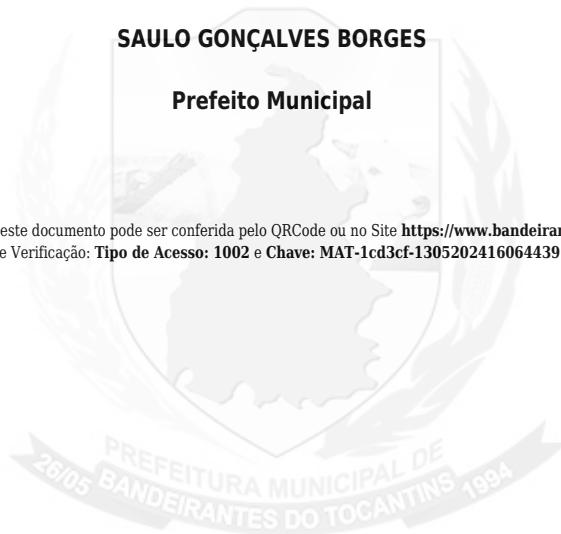 SAULO GONÇALVES BORGES
Prefeito Municipal
este documento pode ser conferida pelo QRCode ou no Site https://www.bandeiran
e Verificação: Tipo de Acesso: 1002 e Chave: MAT-1cd3cf-1305202416064439
PREFEITURA MUNICIPAL DE
26/05 BANDEIRANTES DO TOCANTINS 1994